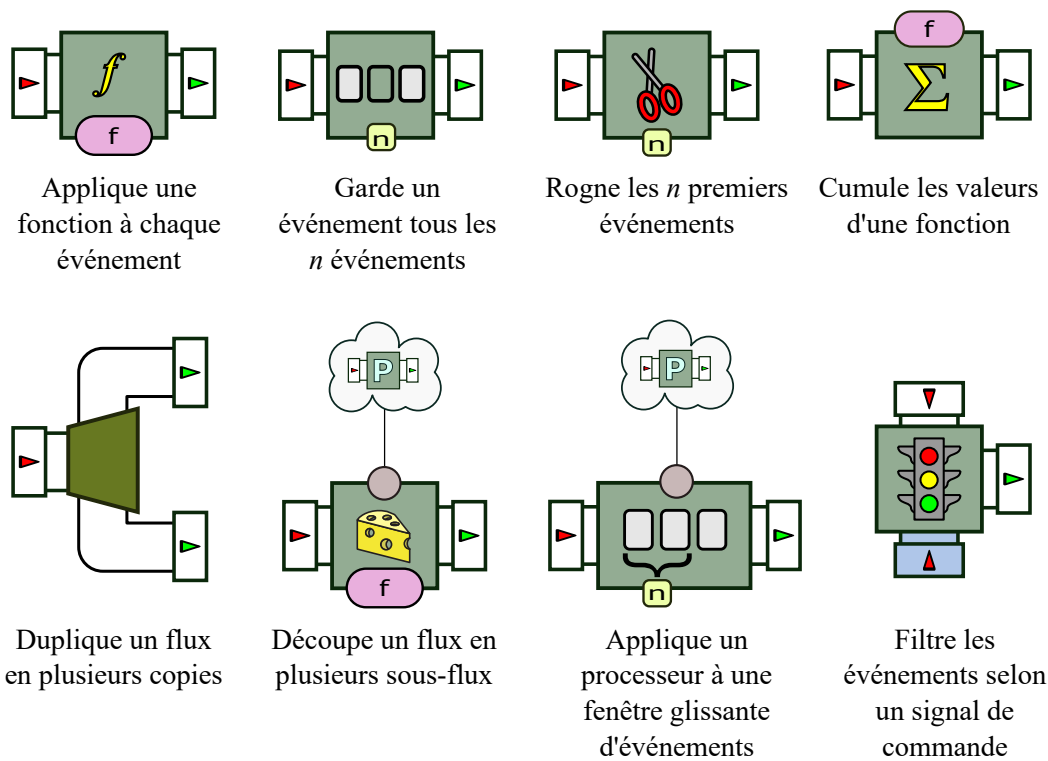 f
f
n
n
Applique une
fonction à chaque
événement
Garde un
événement tous les
n événements
Rogne les n premiers
événements
Cumule les valeurs
d'une fonction
P
P
f
n
Duplique un flux
en plusieurs copies
Découpe un flux en
plusieurs sous-flux
Applique un
processeur à une
fenêtre glissante
d'événements
Filtre les
événements selon
un signal de
commande